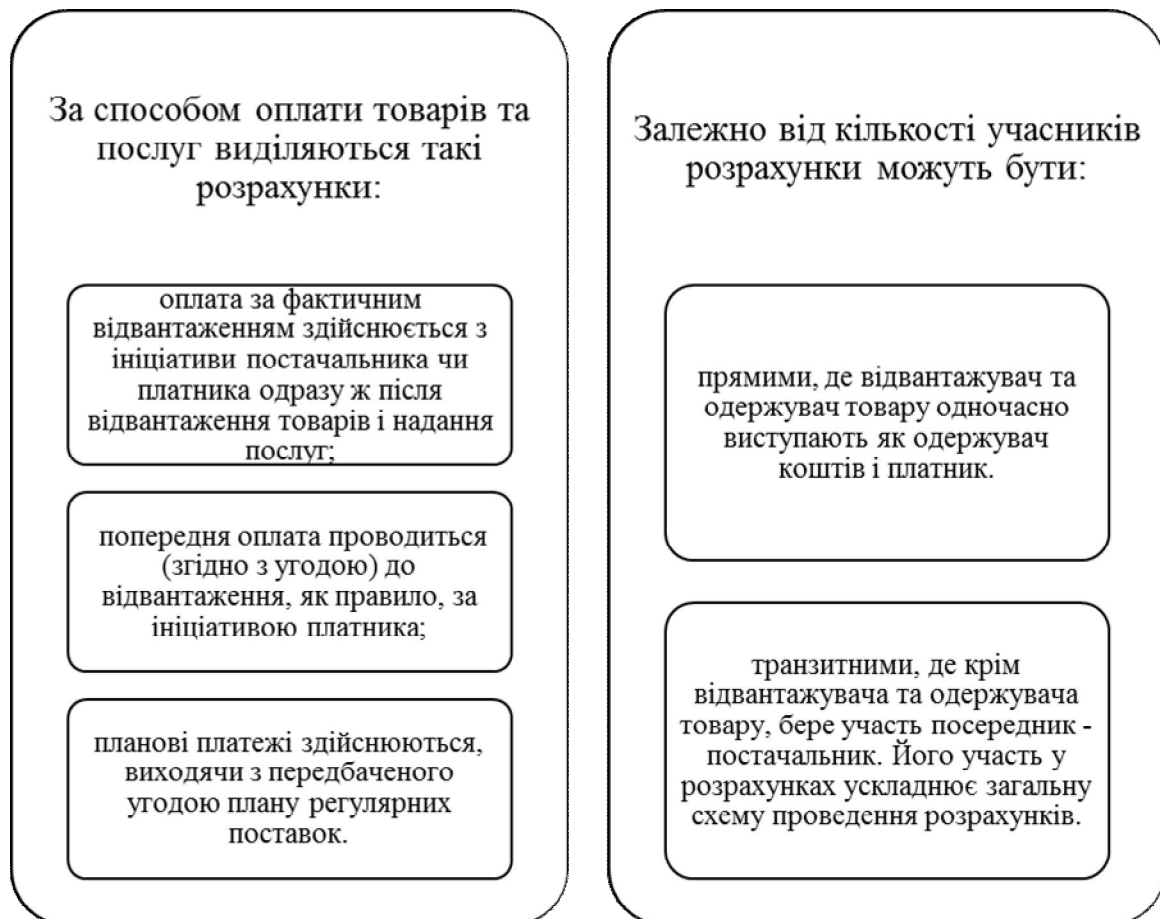 За способом оплати товарів та
послуг виділяються такі
розрахунки:
оплата за фактичним
відвантаженням здійснюється з
ініціативи постачальника чи
платника одразу ж після
відвантаження товарів і надання
послуг;
попередня оплата проводиться
(згідно з угодою) до
відвантаження, як правило, за
ініціативою платника;
планові платежі здійснюються,
виходячи з передбаченого
угодою плану регулярних
поставок.
Залежно від кількості учасників
розрахунки можуть бути:
прямими, де відвантажувач та
одержувач товару одночасно
виступають як одержувач
коштів і платник.
транзитними, де крім
відвантажувача та одержувача
товару, бере участь посередник -
постачальник. Його участь у
розрахунках ускладнює загальну
схему проведення розрахунків.